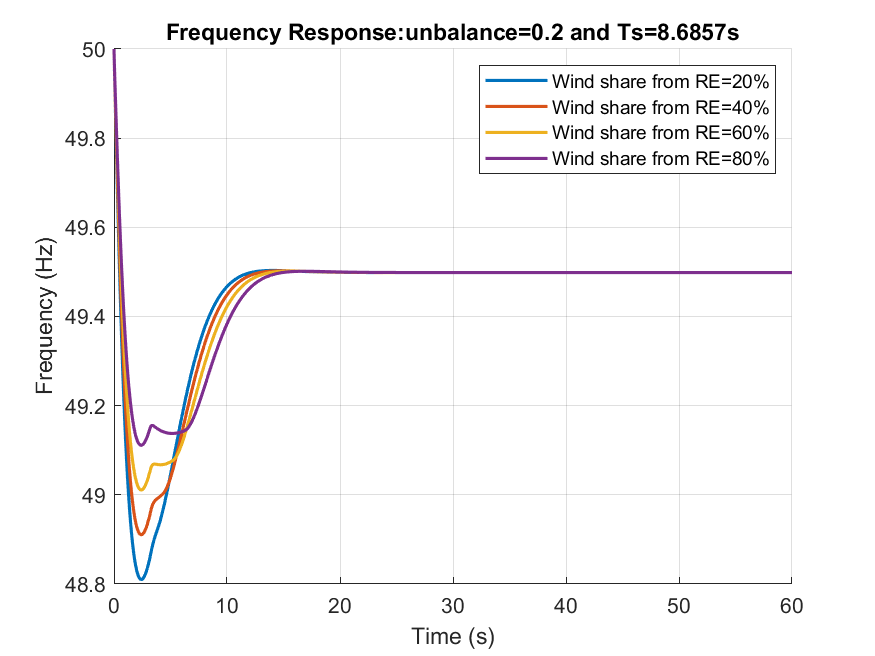 Frequency Response:unbalance=0.2 and Ts=8.6857s
50
49.8
49.6
49.4
49.2
49
48.8
Frequency (Hz)
Wind share from RE=20%
Wind share from RE=40%
Wind share from RE=60%
Wind share from RE=80%
0 10 20 30 40 50 60
Time (s)